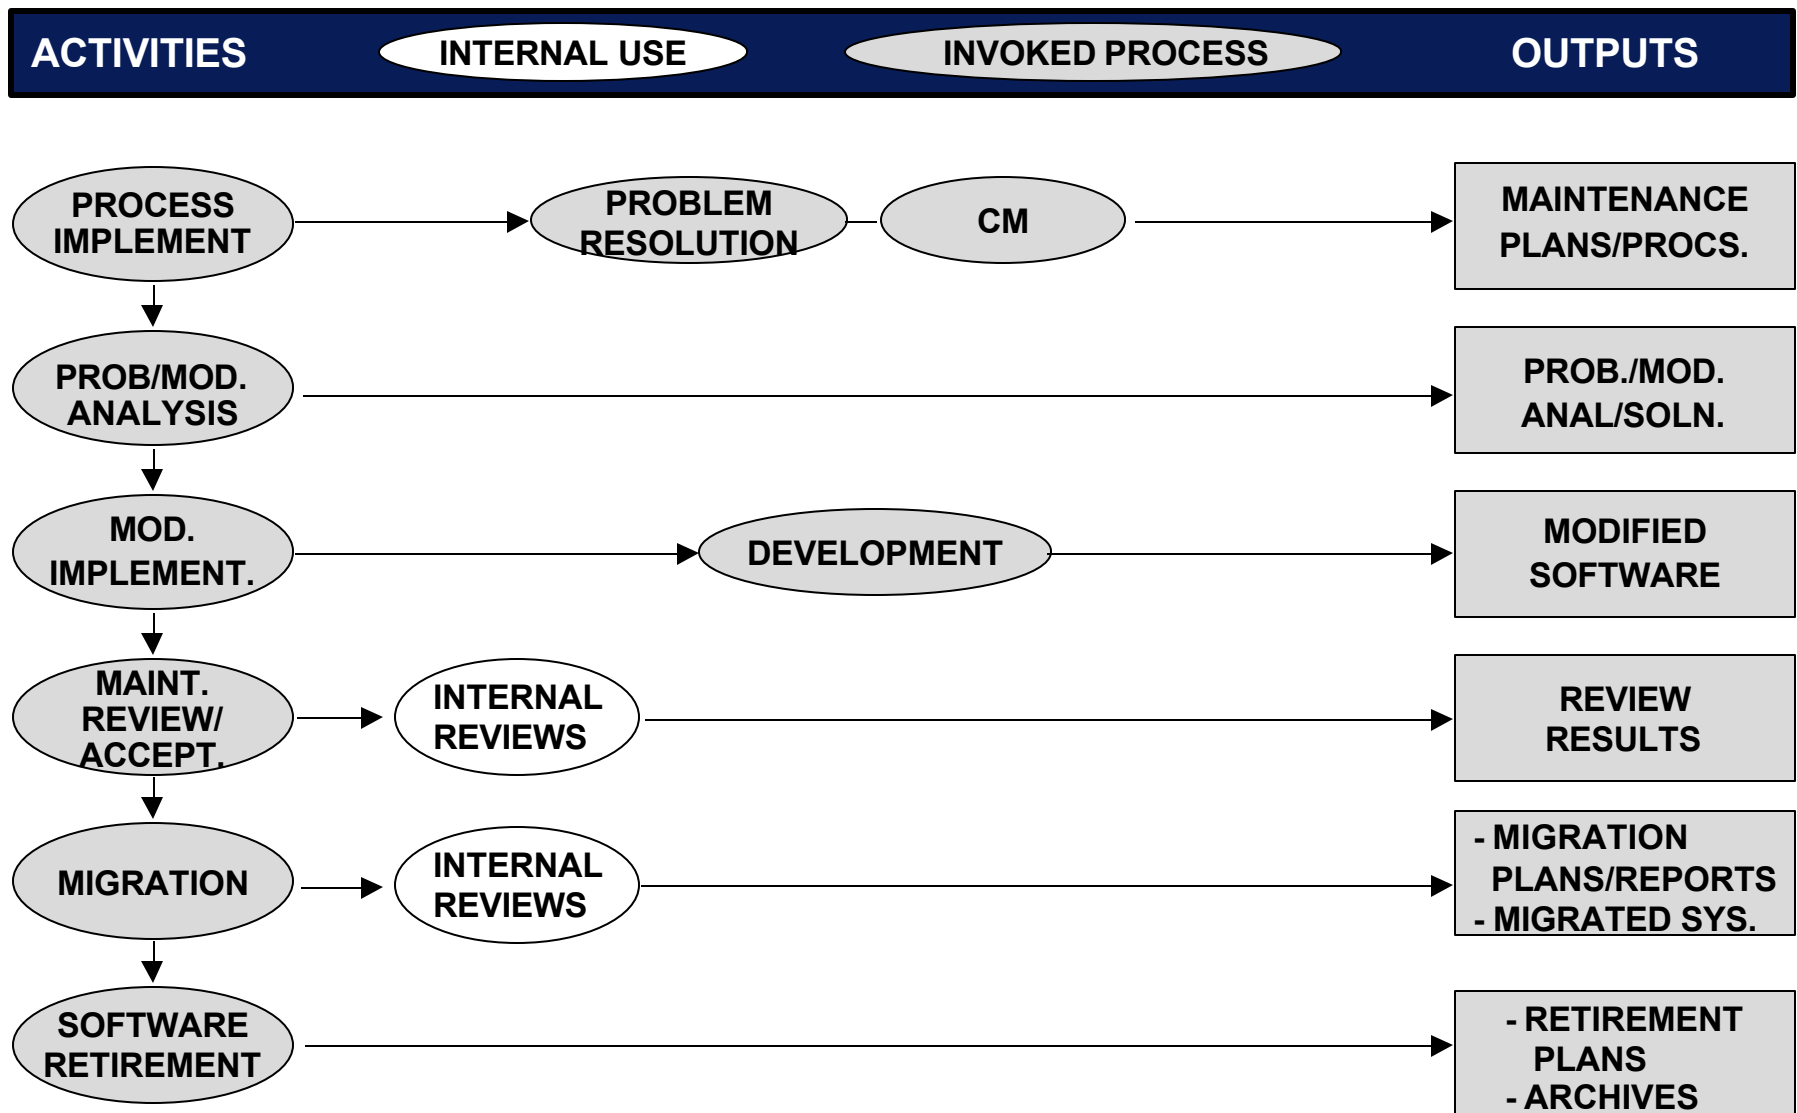 ACTIVITIES INTERNAL USE INVOKED PROCESS OUTPUTS
PROCESS
IMPLEMENT
PROBLEM
RESOLUTION
CM
MAINTENANCE
PLANS/PROCS.
PROB/MOD.
ANALYSIS
PROB./MOD.
ANAL/SOLN.
MOD.
IMPLEMENT.
DEVELOPMENT
MODIFIED
SOFTWARE
MAINT.
REVIEW/
ACCEPT.
INTERNAL
REVIEWS
REVIEW
RESULTS
MIGRATION
INTERNAL
REVIEWS
- MIGRATION
PLANS/REPORTS
- MIGRATED SYS.
SOFTWARE
RETIREMENT
- RETIREMENT
PLANS
- ARCHIVES